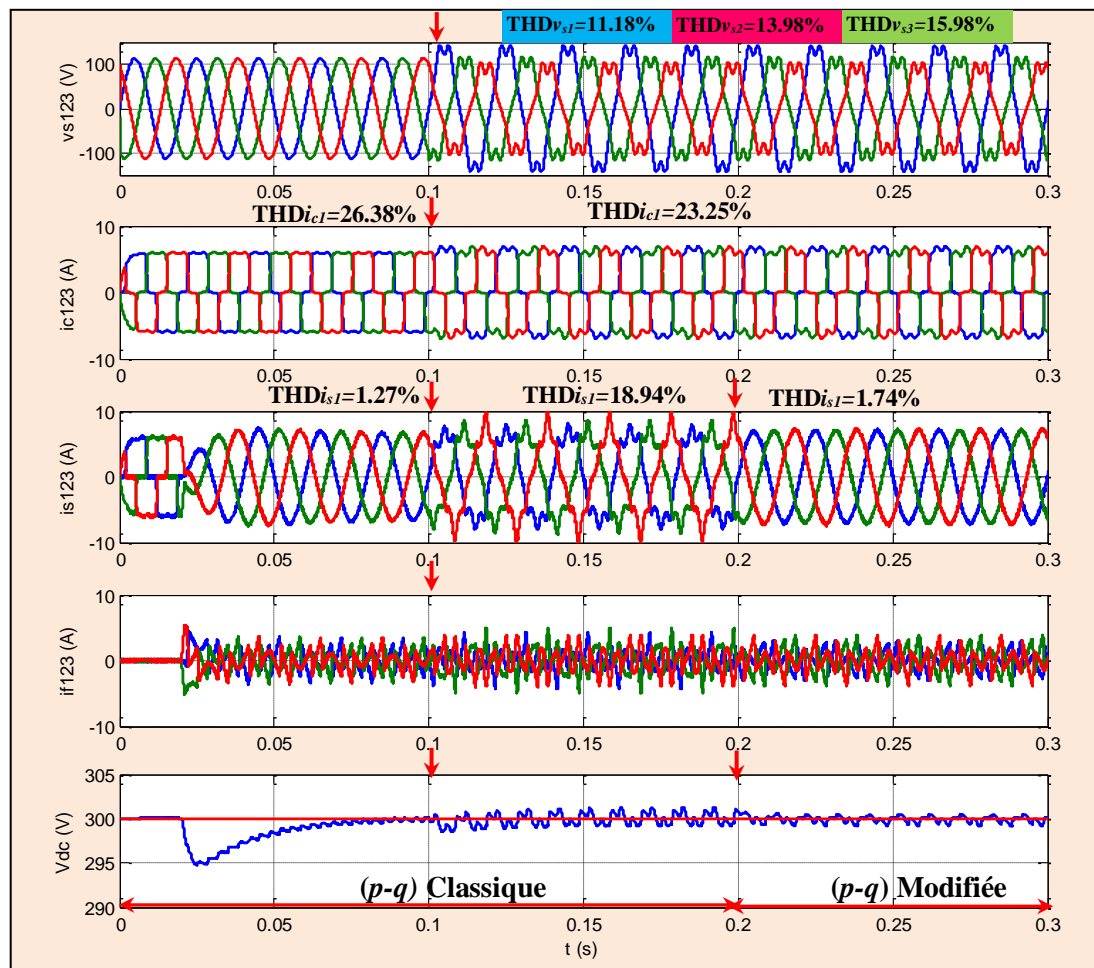 THDvs1=11.18% THDvs2=13.98% THDvs3=15.98%
vs123 (V)
100
0
-100
0 0.05 0.1 0.15 0.2 0.25 0.3
THDic1=26.38% THDic1=23.25%
ic123 (A)
10
0
-10
0 0.05 0.1 0.15 0.2 0.25 0.3
THDis1=1.27% THDis1=18.94% THDis1=1.74%
is123 (A)
10
0
-10
0 0.05 0.1 0.15 0.2 0.25 0.3
if123 (A)
10
0
-10
0 0.05 0.1 0.15 0.2 0.25 0.3
Vdc (V)
305
300
295
290
(p-q) Classique (p-q) Modifiée
0 0.05 0.1 0.15 0.2 0.25 0.3
t (s)